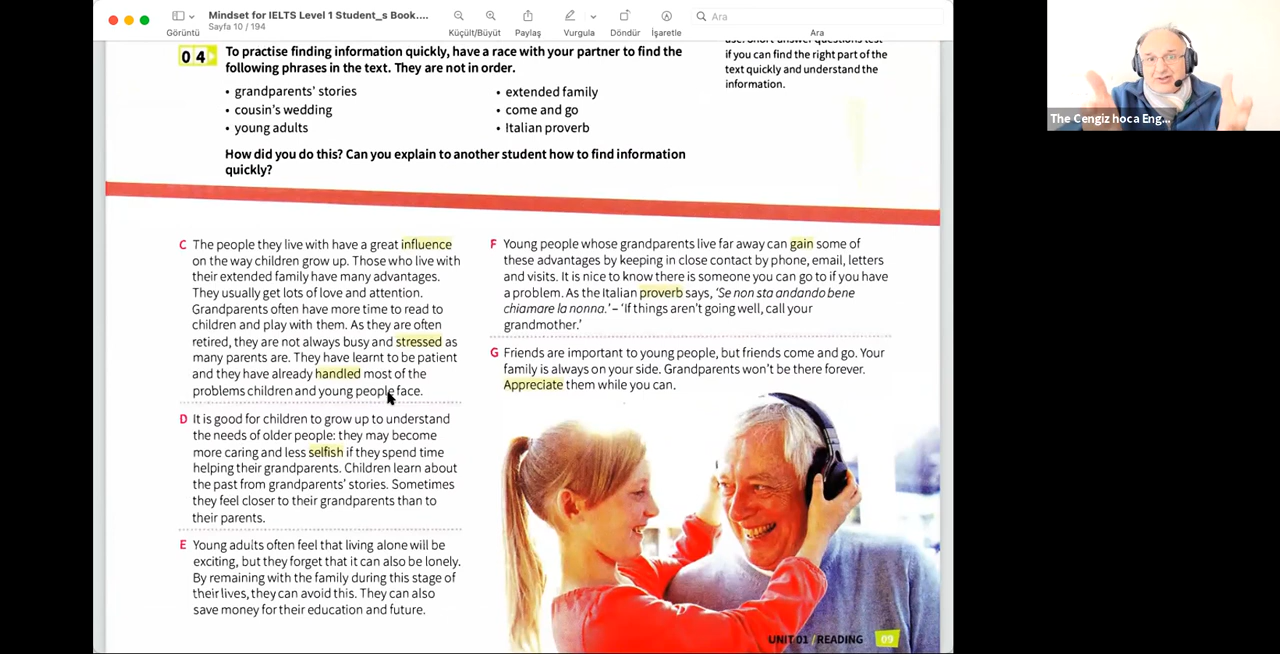 Mindset for IELTS Level 1 Student_s Book....
Sayfa 10 / 194
Görüntü
Küçült/Büyüt
Paylaş
Vurgula
Döndür
İşaretle
Ara
Ara
04
To practise finding information quickly, have a race with your partner to find the
following phrases in the text. They are not in order.
• grandparents' stories
• cousin's wedding
• young adults
• extended family
• come and go
• Italian proverb
How did you do this? Can you explain to another student how to find information
quickly?
if you can find the right part of the
text quickly and understand the
information.
C The people they live with have a great influence
on the way children grow up. Those who live with
their extended family have many advantages.
They usually get lots of love and attention.
Grandparents often have more time to read to
children and play with them. As they are often
retired, they are not always busy and stressed as
many parents are. They have learnt to be patient
and they have already handled most of the
problems children and young people face.
D It is good for children to grow up to understand
the needs of older people: they may become
more caring and less selfish if they spend time
helping their grandparents. Children learn about
the past from grandparents' stories. Sometimes
they feel closer to their grandparents than to
their parents.
E Young adults often feel that living alone will be
exciting, but they forget that it can also be lonely.
By remaining with the family during this stage of
their lives, they can avoid this. They can also
save money for their education and future.
F Young people whose grandparents live far away can gain some of
these advantages by keeping in close contact by phone, email, letters
and visits. It is nice to know there is someone you can go to if you have
a problem. As the Italian proverb says, 'Se non sta andando bene
chiamare la nonna.' – 'If things aren't going well, call your
grandmother.'
G Friends are important to young people, but friends come and go. Your
family is always on your side. Grandparents won't be there forever.
Appreciate them while you can.
UNIT 01 / READING 09
The Cengiz hoca Eng...